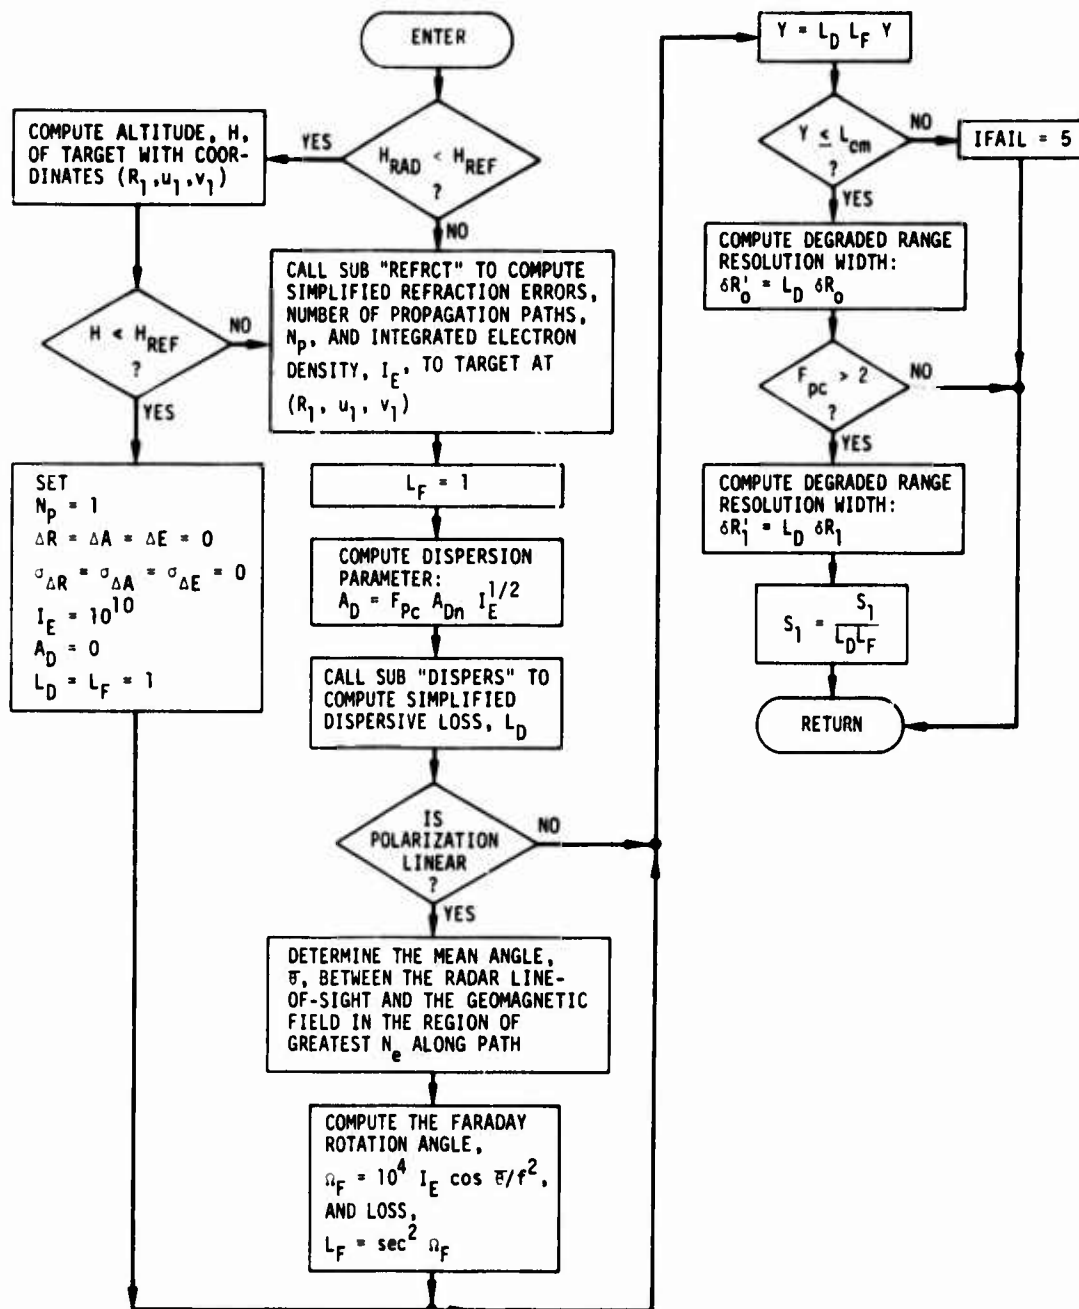 ENTER
H_RAD < H_REF
?
YES
NO
COMPUTE ALTITUDE, H,
OF TARGET WITH COOR-
DINATES (R_1, u_1, v_1)
H < H_REF
?
NO
YES
SET
N_p = 1
ΔR = ΔA = ΔE = 0
σ_ΔR = σ_ΔA = σ_ΔE = 0
I_E = 10^10
A_D = 0
L_D = L_F = 1
CALL SUB "REFRCT" TO COMPUTE
SIMPLIFIED REFRACTION ERRORS,
NUMBER OF PROPAGATION PATHS,
N_p, AND INTEGRATED ELECTRON
DENSITY, I_E, TO TARGET AT
(R_1, u_1, v_1)
L_F = 1
COMPUTE DISPERSION
PARAMETER:
A_D = F_Pc A_Dn I_E^1/2
CALL SUB "DISPERS" TO
COMPUTE SIMPLIFIED
DISPERSIVE LOSS, L_D
IS
POLARIZATION
LINEAR
?
NO
YES
DETERMINE THE MEAN ANGLE,
θ̅, BETWEEN THE RADAR LINE-
OF-SIGHT AND THE GEOMAGNETIC
FIELD IN THE REGION OF
GREATEST N_e ALONG PATH
COMPUTE THE FARADAY
ROTATION ANGLE,
Ω_F = 10^4 I_E cos θ̅/f^2,
AND LOSS,
L_F = sec^2 Ω_F
Y = L_D L_F Y
Y ≤ L_cm
?
NO
IFAIL = 5
YES
COMPUTE DEGRADED RANGE
RESOLUTION WIDTH:
δR'_o = L_D δR_o
F_pc > 2
?
NO
YES
COMPUTE DEGRADED RANGE
RESOLUTION WIDTH:
δR'_1 = L_D δR_1
S_1 = S_1 / L_D L_F
RETURN